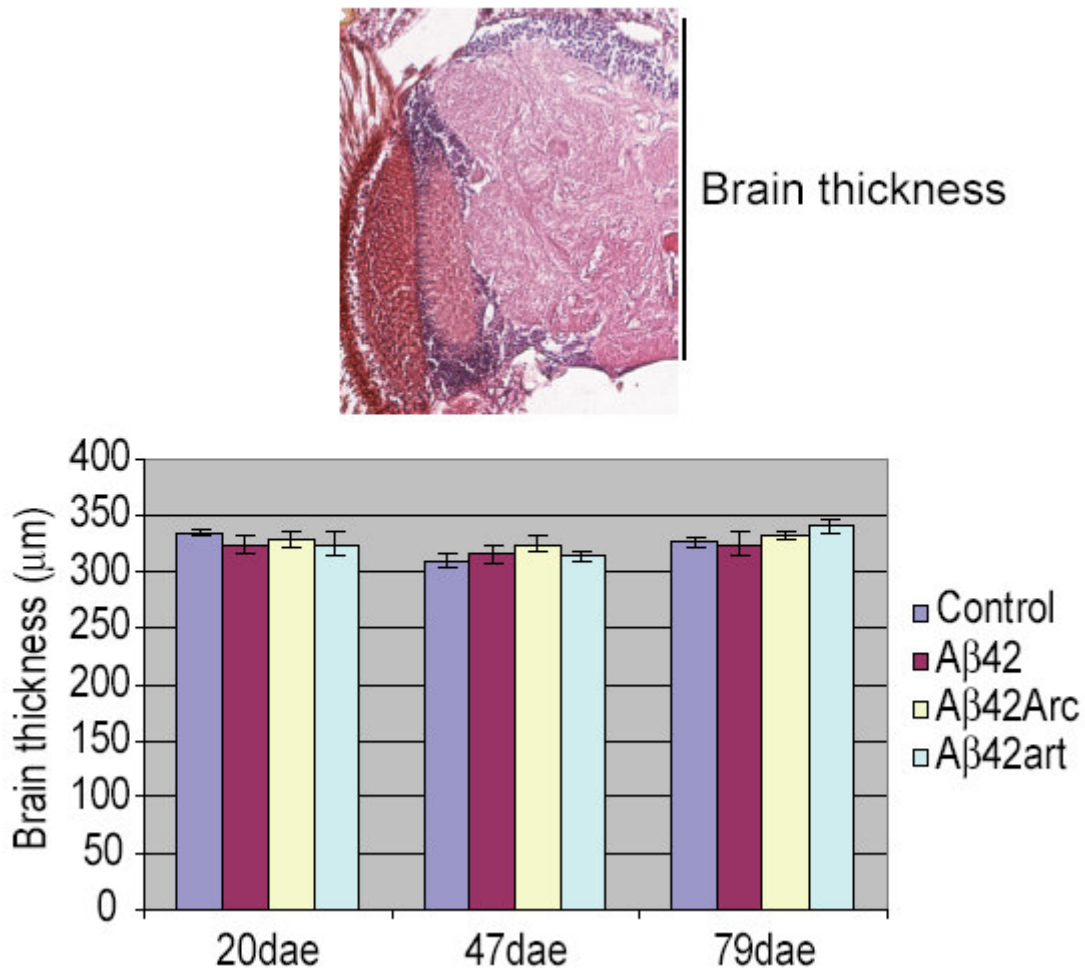 Brain thickness
Brain thickness (μm)
400
350
300
250
200
150
100
50
0
20dae
47dae
79dae
Control
Aβ42
Aβ42Arc
Aβ42art